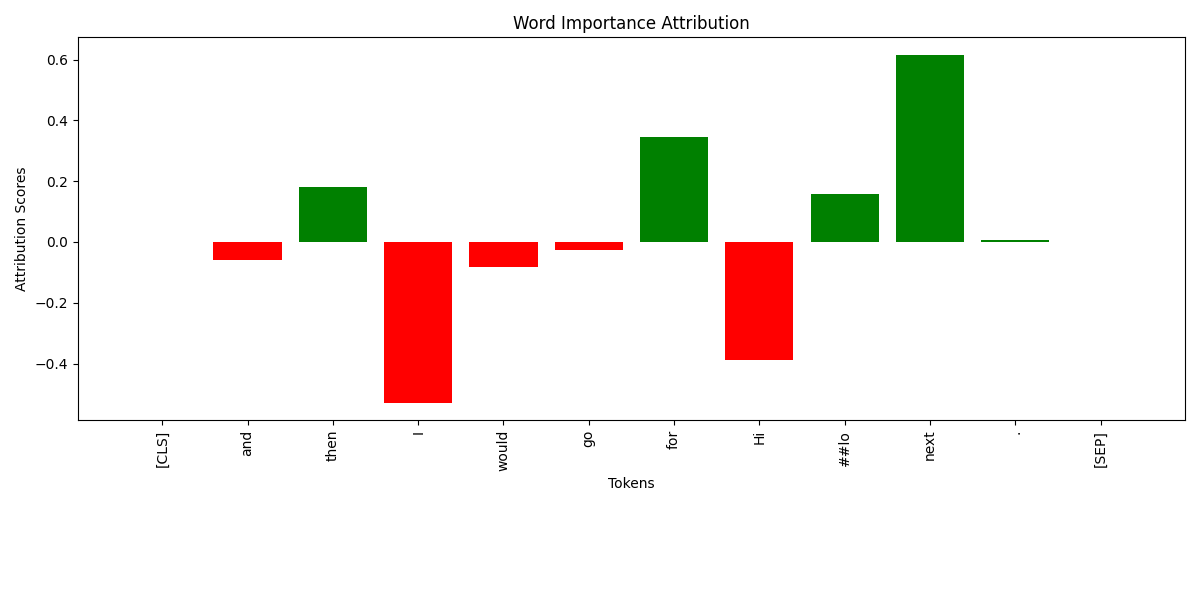 Word Importance Attribution
Attribution Scores
0.6
0.4
0.2
0.0
−0.2
−0.4
[CLS]
and
then
I
would
go
for
Hi
##lo
next
.
[SEP]
Tokens